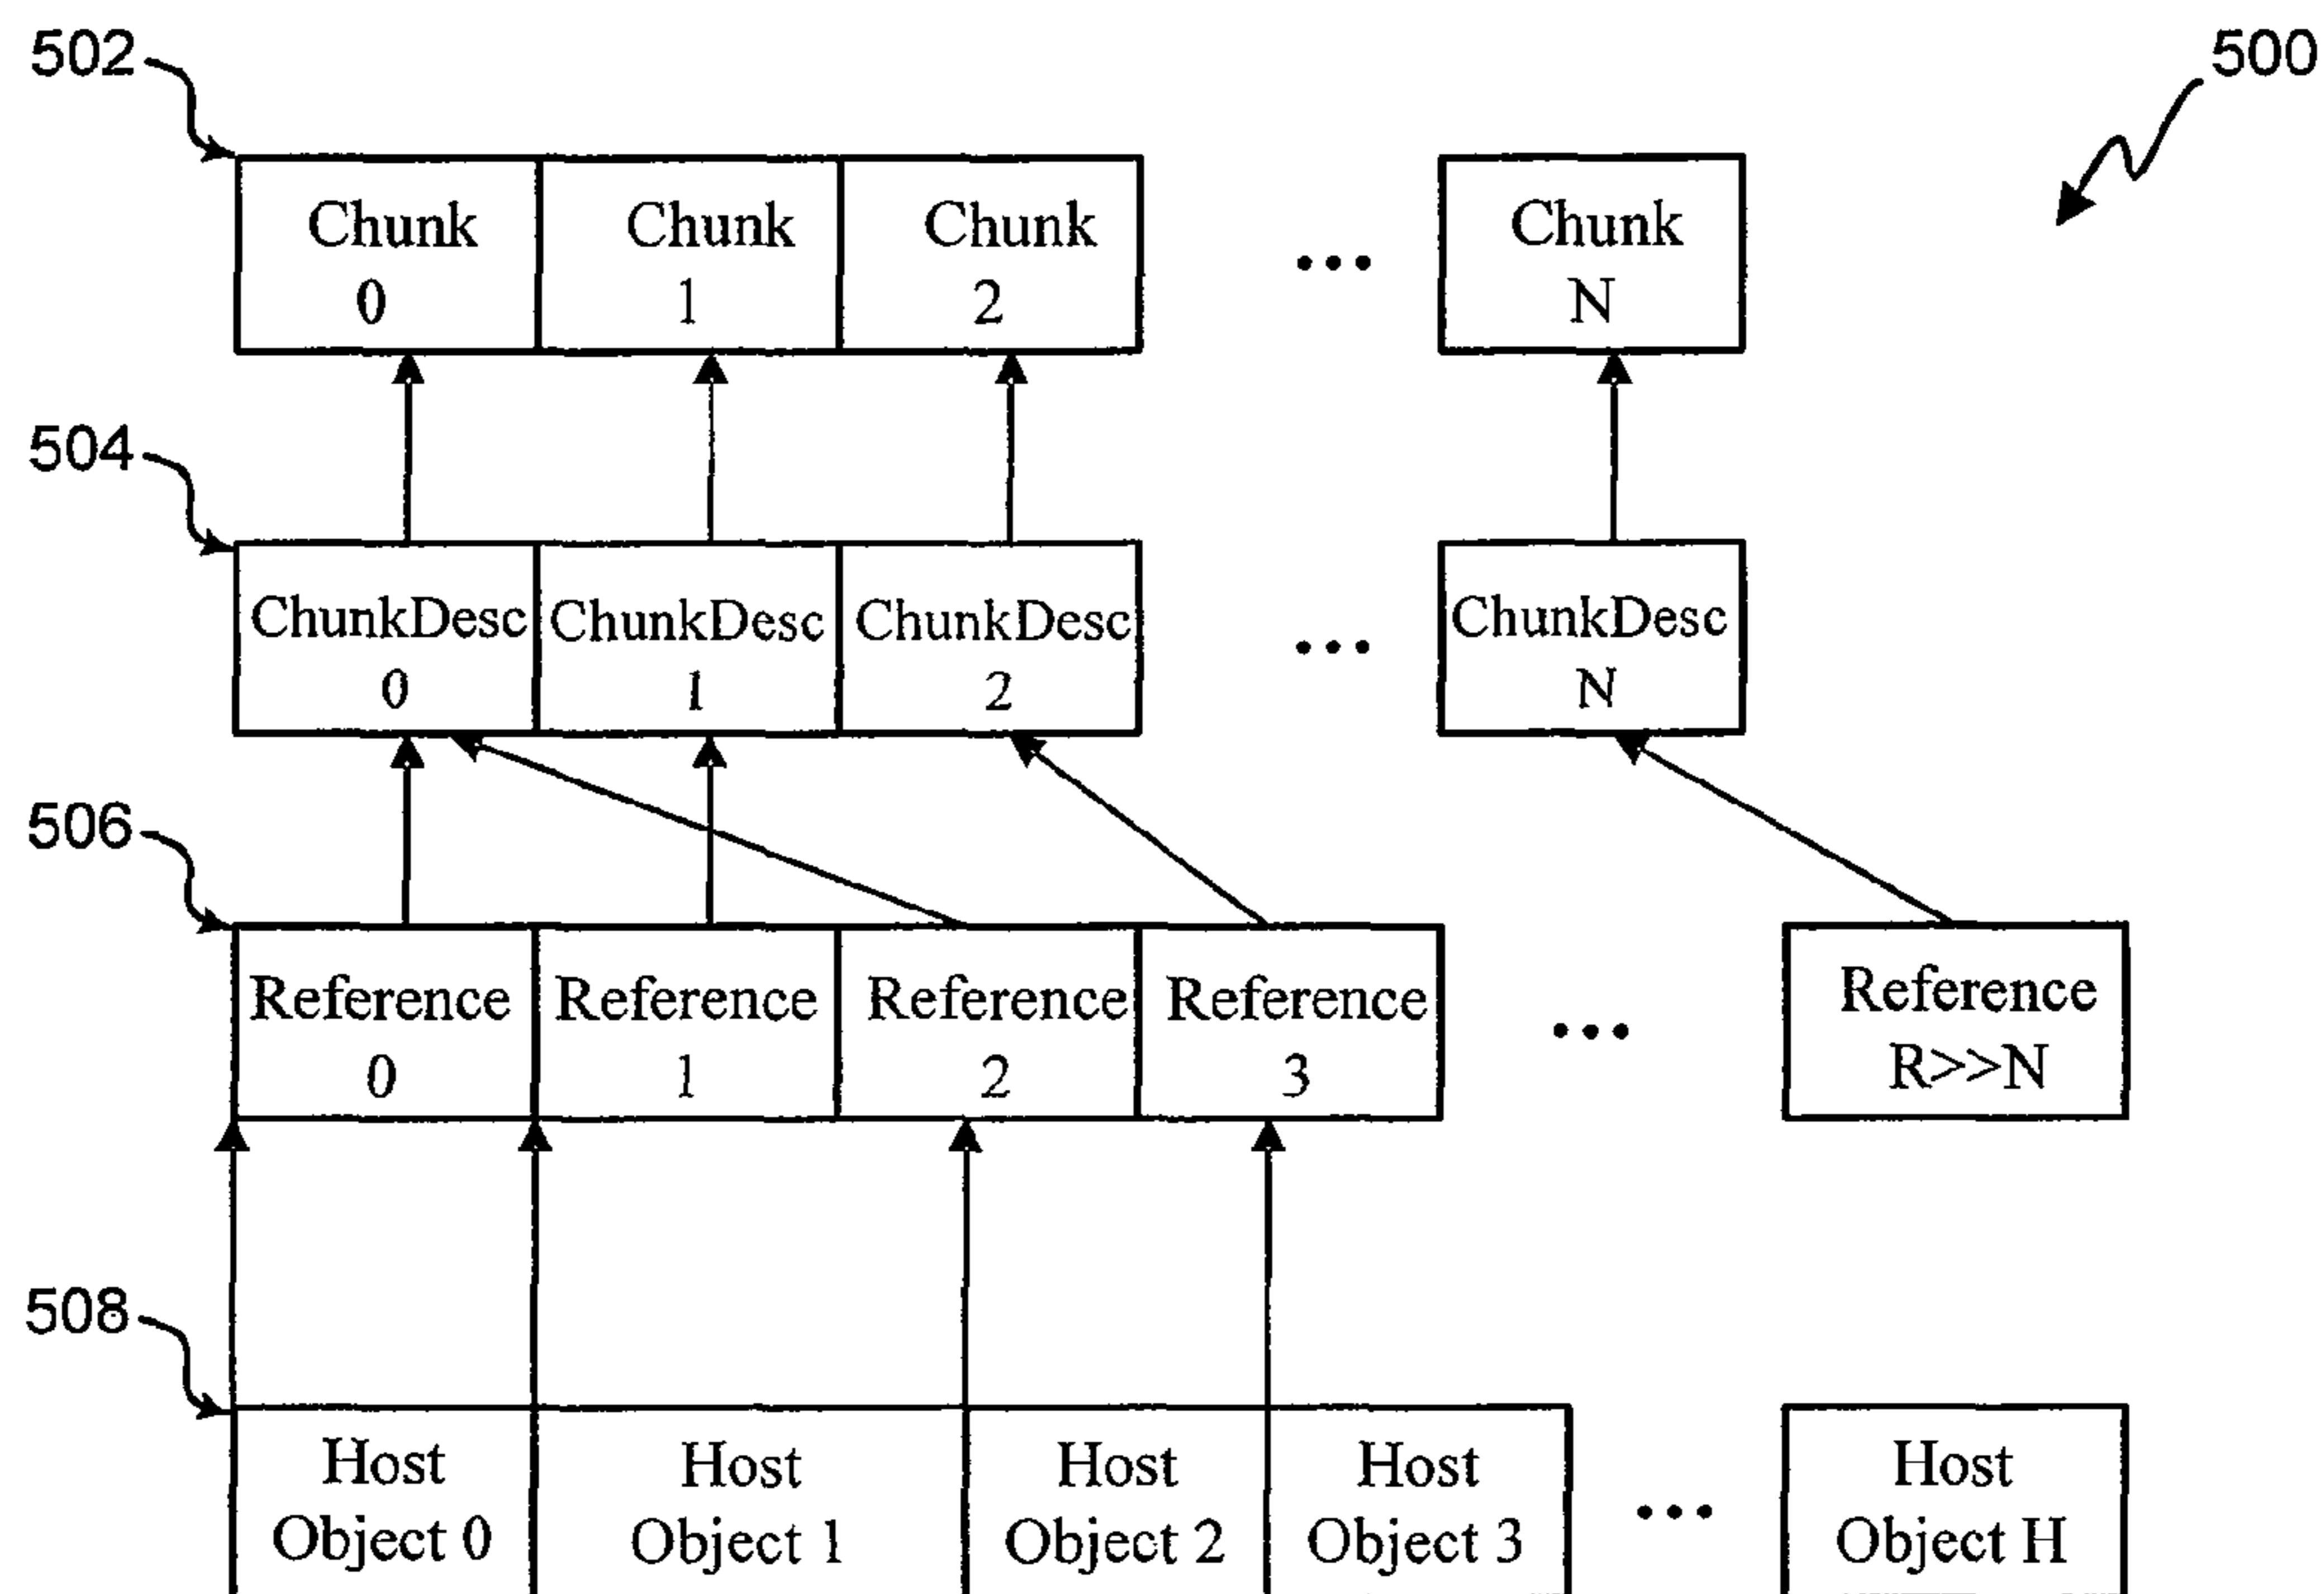 502
500
Chunk Chunk Chunk Chunk
0 1 2 ... N
504
ChunkDesc ChunkDesc ChunkDesc ChunkDesc
0 1 2 ... N
506
Reference Reference Reference Reference Reference
0 1 2 3 ... R>>N
508
Host Host Host Host Host
Object 0 Object 1 Object 2 Object 3 ... Object H